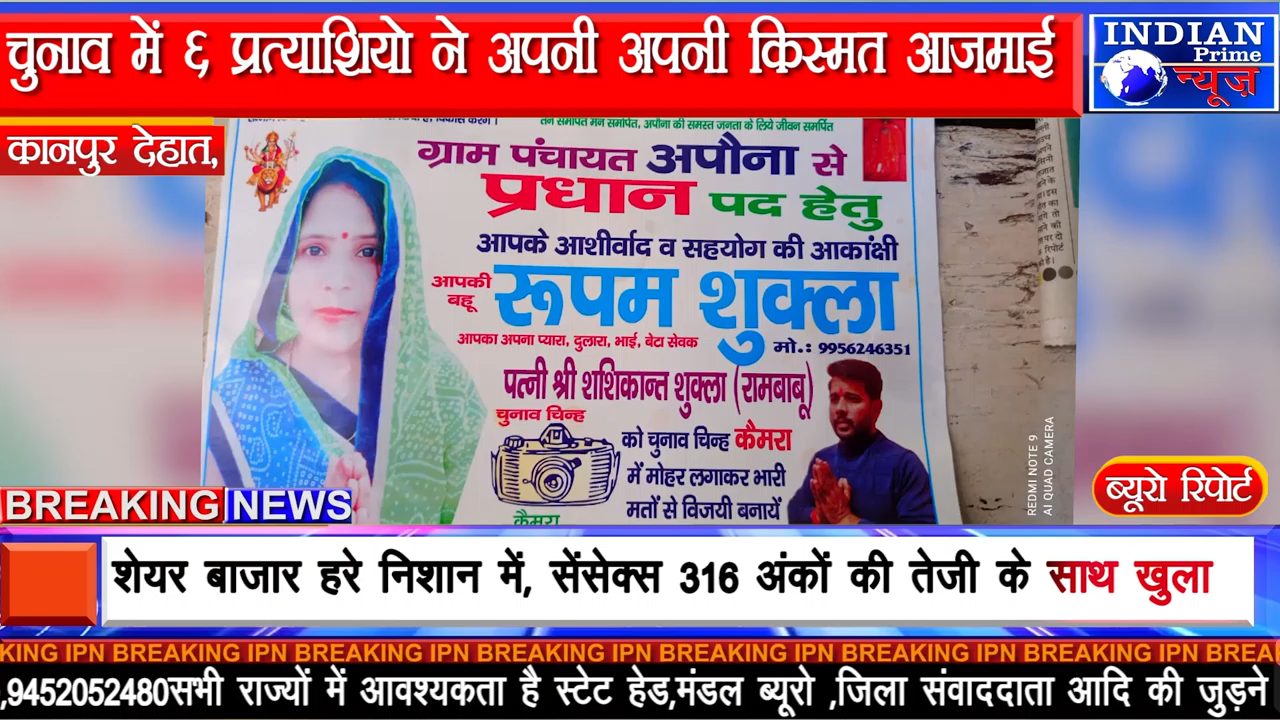 चुनाव में ६ प्रत्याशियो ने अपनी अपनी किस्मत आजमाई
INDIAN
Prime
न्यूज़
कानपुर देहात,
तन समर्पित मन समर्पित, अपौना की समस्त जनता के लिये जीवन समर्पित
ग्राम पंचायत अपौना से
प्रधान पद हेतु
आपके आशीर्वाद व सहयोग की आकांक्षी
आपकी
बहू
रूपम शुक्ला
आपका अपना प्यारा, दुलारा, भाई, बेटा सेवक
मो.: 9956246351
पत्नी श्री शशिकान्त शुक्ला (रामबाबू)
चुनाव चिन्ह
को चुनाव चिन्ह कैमरा
में मोहर लगाकर भारी
मतों से विजयी बनायें
कैमरा
REDMI NOTE 9
AI QUAD CAMERA
ब्यूरो रिपोर्ट
BREAKING NEWS
शेयर बाजार हरे निशान में, सेंसेक्स 316 अंकों की तेजी के साथ खुला
KING IPN BREAKING IPN BREAKING IPN BREAKING IPN BREAKING IPN BREAKING IPN BREA
,9452052480सभी राज्यों में आवश्यकता है स्टेट हेड,मंडल ब्यूरो ,जिला संवाददाता आदि की जुड़ने